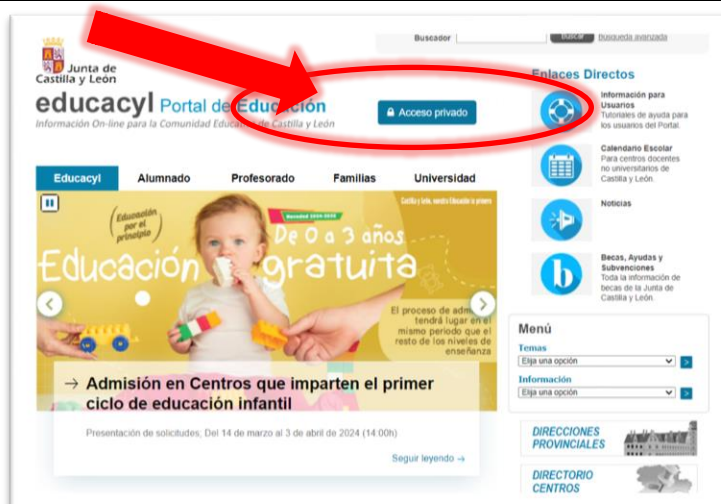 Buscador
Buscar
Búsqueda avanzada
Junta de
Castilla y León
educacyl Portal de Educación
Información On-line para la Comunidad Educativa de Castilla y León
Acceso privado
Enlaces Directos
Información para
Usuarios
Tutoriales de ayuda para
los usuarios del Portal.
Calendario Escolar
Para centros docentes
no universitarios de
Castilla y León.
Noticias
b
Becas, Ayudas y
Subvenciones
Toda la información de
becas de la Junta de
Castilla y León.
Educacyl
Alumnado
Profesorado
Familias
Universidad
Educación
por el
principio
Castilla y León, nuestra Educación la primera
De 0 a 3 años
Educación gratuita
El proceso de admisión
tendrá lugar en el
mismo periodo que el
resto de los niveles de
enseñanza
→ Admisión en Centros que imparten el primer
ciclo de educación infantil
Presentación de solicitudes; Del 14 de marzo al 3 de abril de 2024 (14:00h)
Seguir leyendo →
Menú
Temas
Elija una opción
>
Información
Elija una opción
>
DIRECCIONES
PROVINCIALES
DIRECTORIO
CENTROS